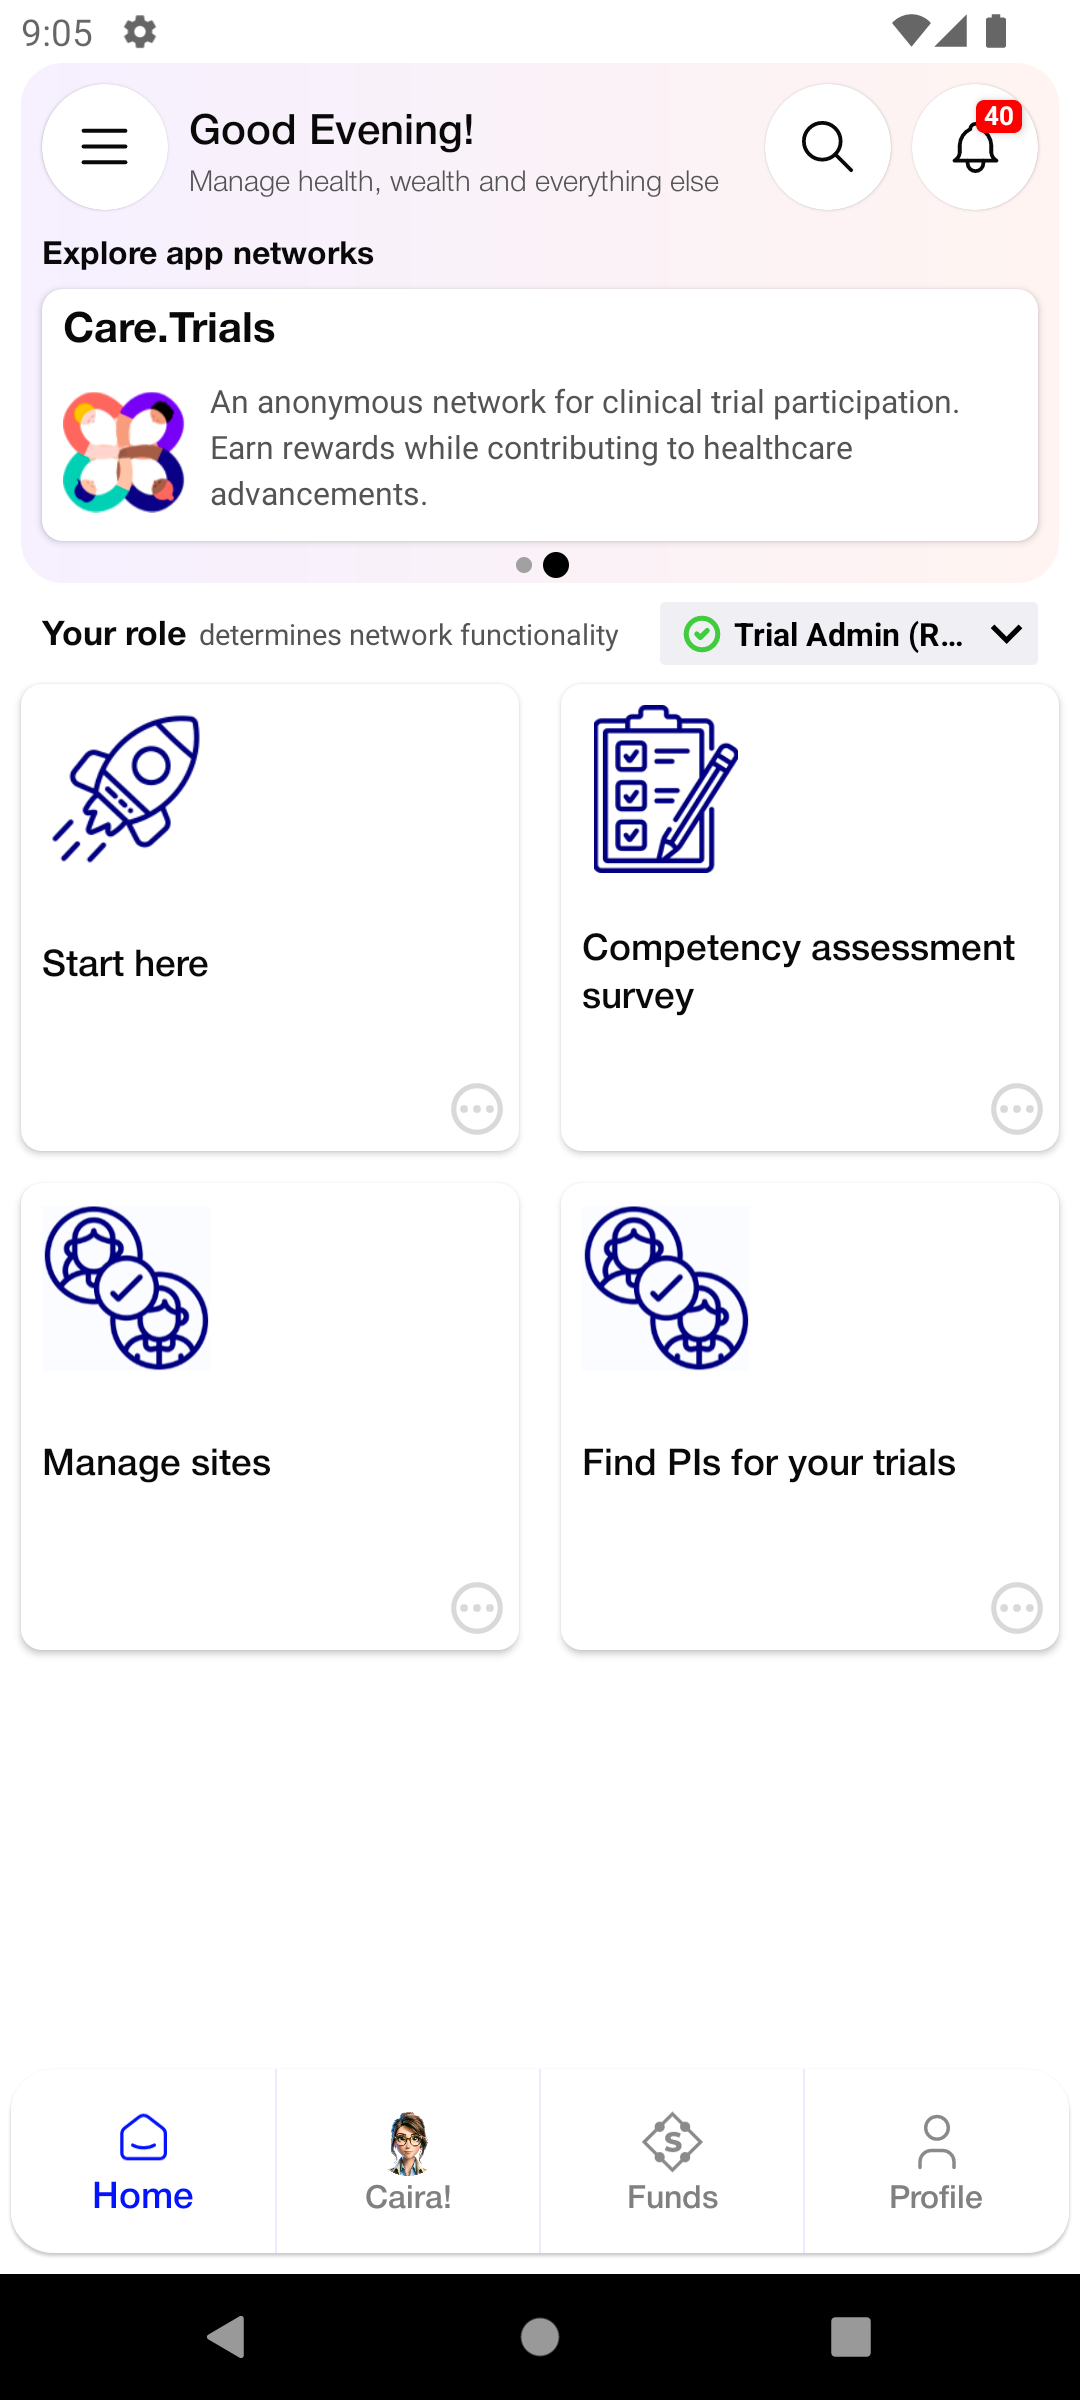 9:05
Good Evening!
40
Manage health, wealth and everything else
Explore app networks
Care.Trials
An anonymous network for clinical trial participation.
Earn rewards while contributing to healthcare
advancements.
Your role determines network functionality
Trial Admin (R...
Start here
Competency assessment
survey
Manage sites
Find PIs for your trials
Home
Caira!
Funds
Profile